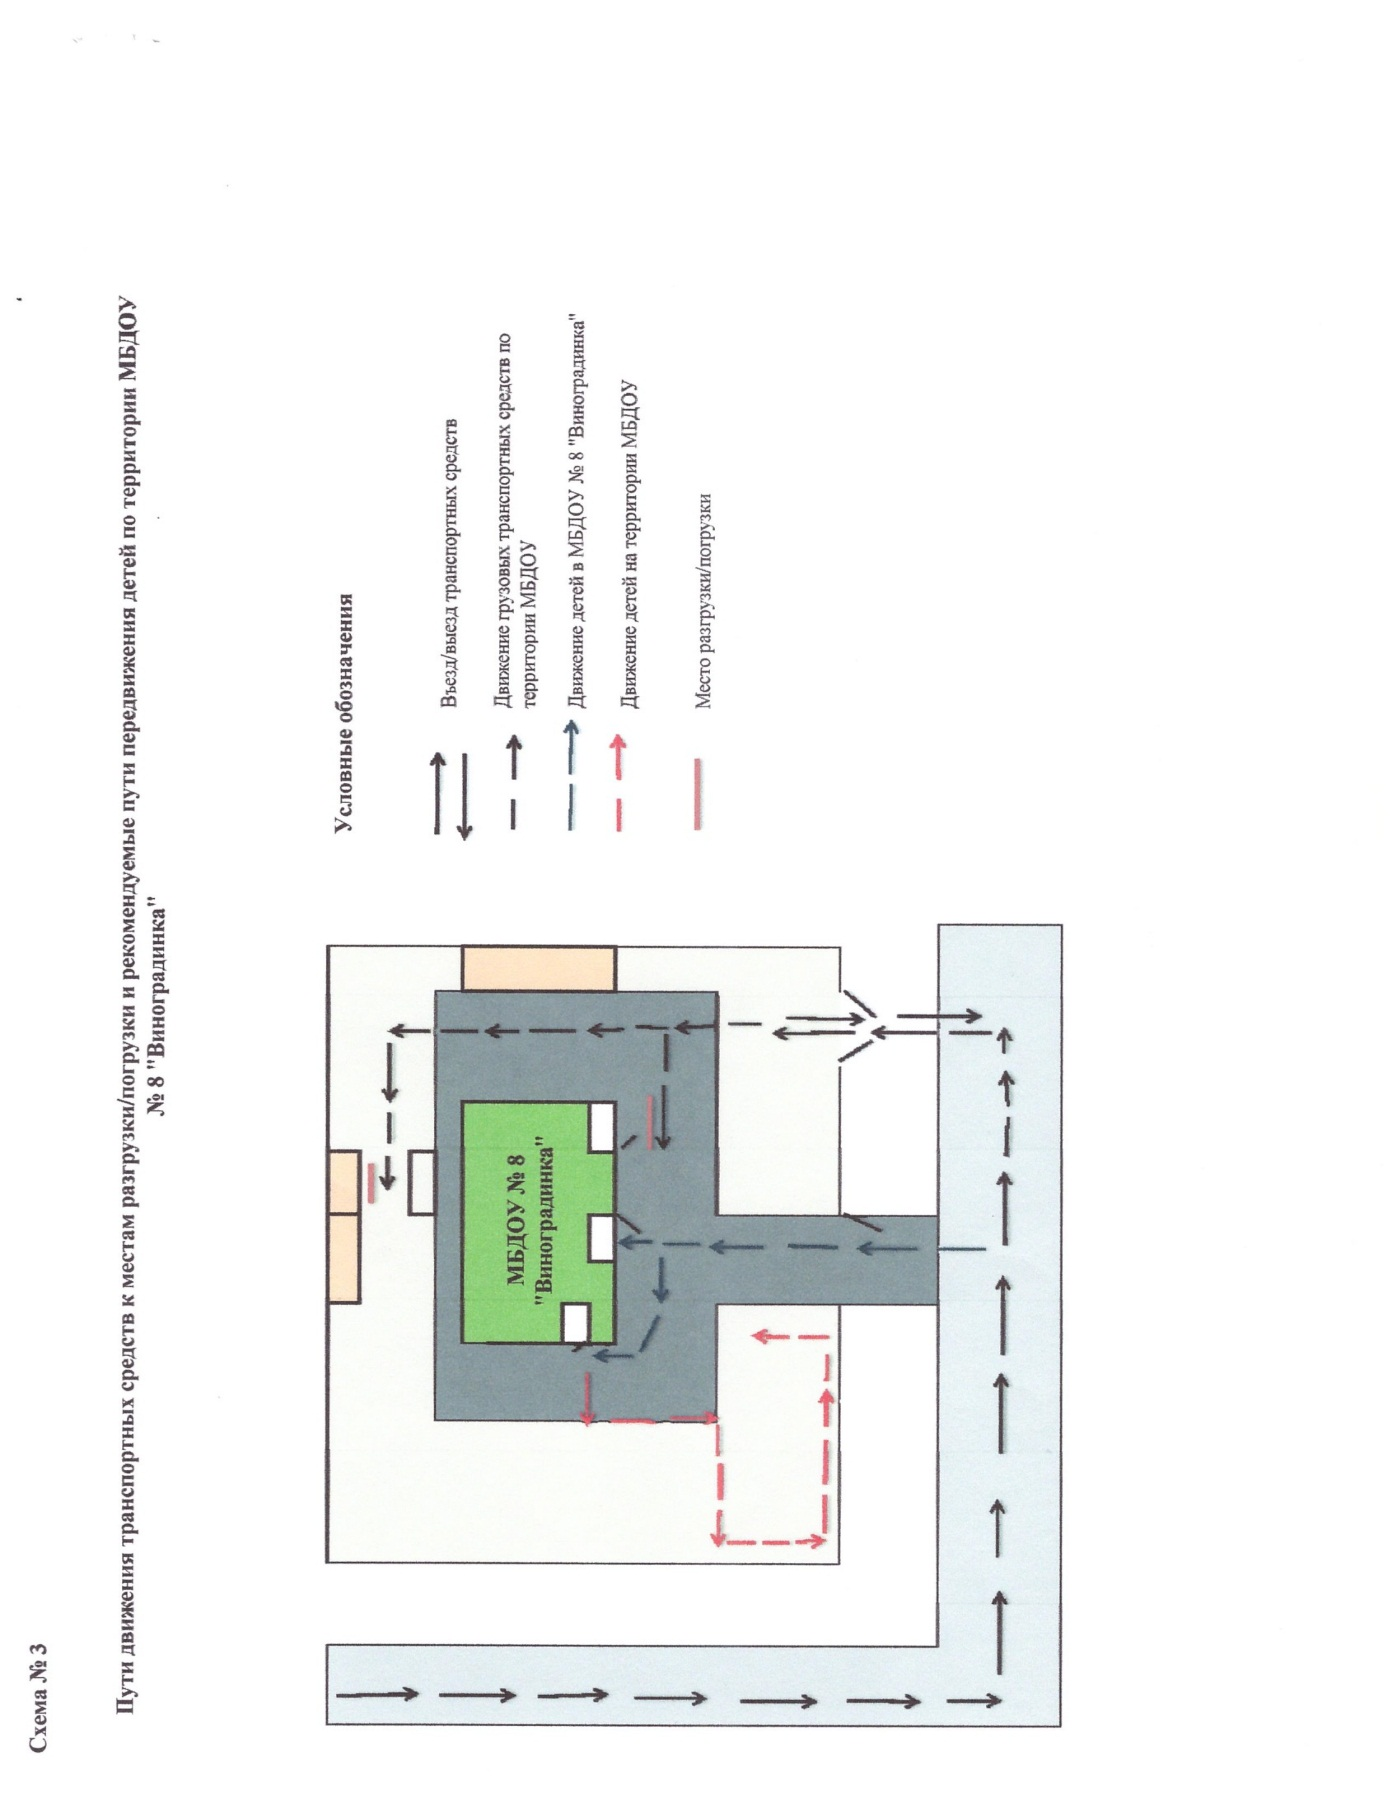 Схема № 3
Пути движения транспортных средств к местам разгрузки/погрузки и рекомендуемые пути передвижения детей по территории МБДОУ
№ 8 "Виноградинка"
МБДОУ № 8
"Виноградинка"
Условные обозначения
Въезд/выезд транспортных средств
Движение грузовых транспортных средств по
территории МБДОУ
Движение детей в МБДОУ № 8 "Виноградинка"
Движение детей на территории МБДОУ
Место разгрузки/погрузки